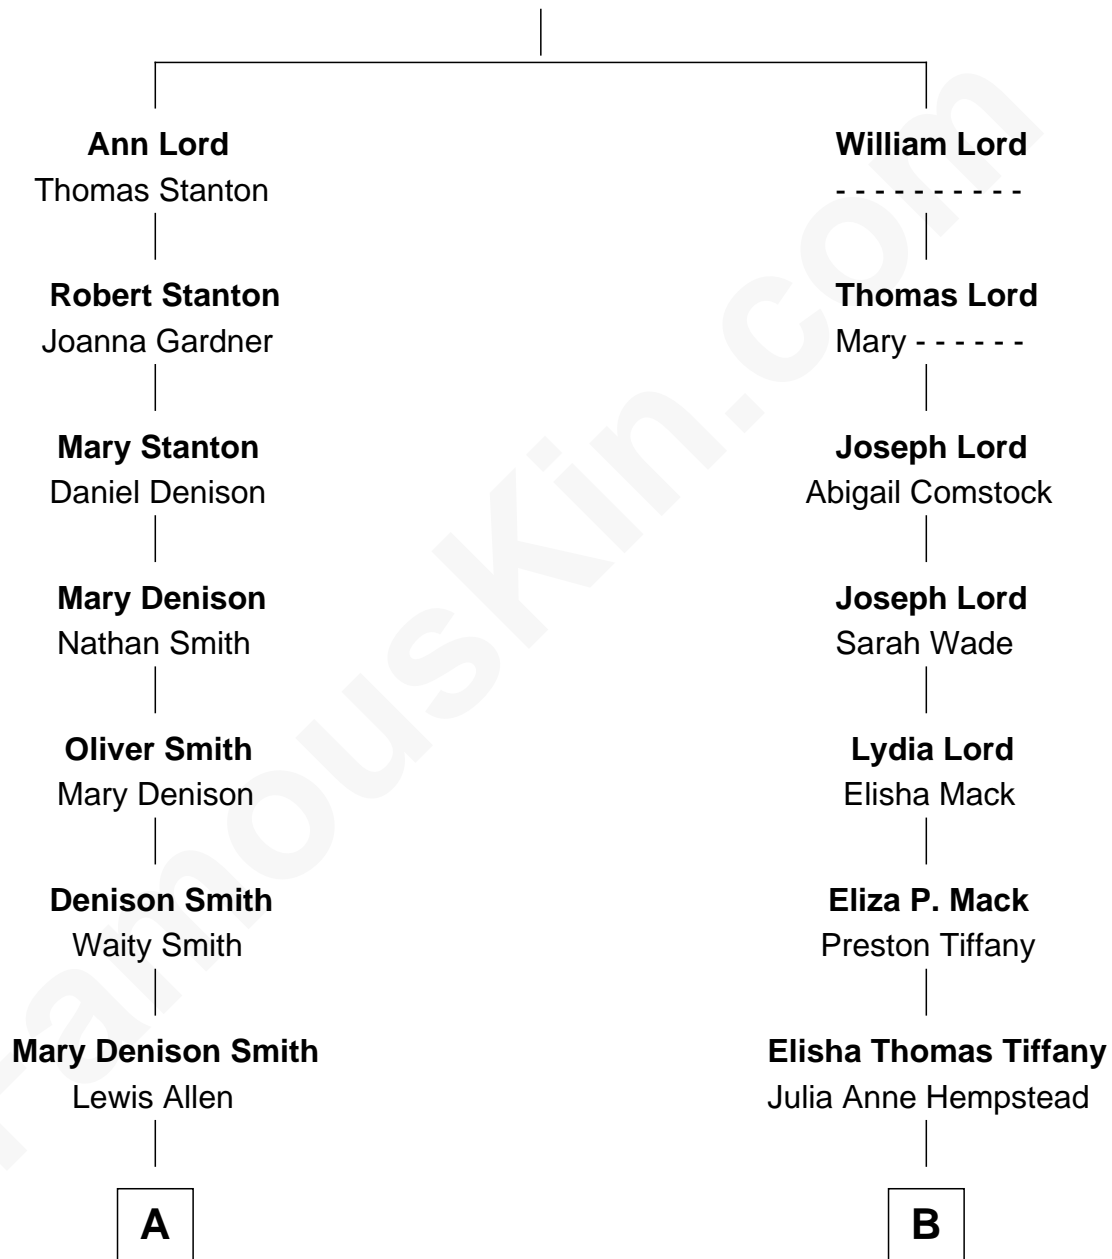 Ann Lord
Thomas Stanton
Robert Stanton
Joanna Gardner
Mary Stanton
Daniel Denison
Mary Denison
Nathan Smith
Oliver Smith
Mary Denison
Denison Smith
Waity Smith
Mary Denison Smith
Lewis Allen
A
William Lord
- - - - - - - - - -
Thomas Lord
Mary - - - - - -
Joseph Lord
Abigail Comstock
Joseph Lord
Sarah Wade
Lydia Lord
Elisha Mack
Eliza P. Mack
Preston Tiffany
Elisha Thomas Tiffany
Julia Anne Hempstead
B
FamousKin.com